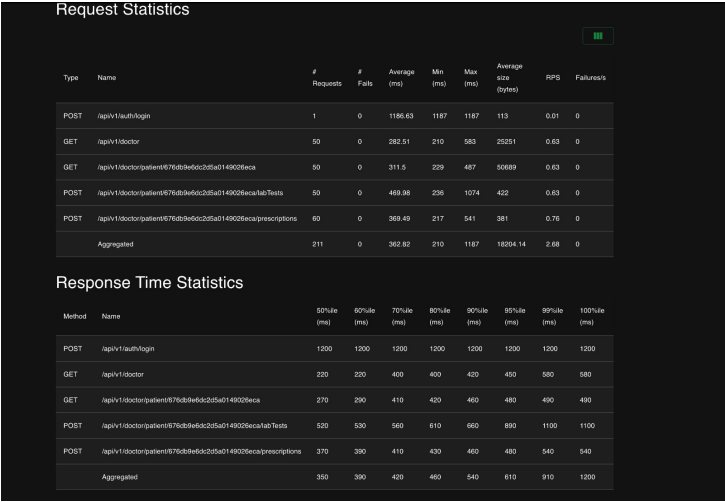 Request Statistics
Type Name # Requests # Fails Average (ms) Min (ms) Max (ms) Average size (bytes) RPS Failures/s
POST /api/v1/auth/login 1 0 1186.63 1187 1187 113 0.01 0
GET /api/v1/doctor 50 0 282.51 210 583 25251 0.63 0
GET /api/v1/doctor/patient/676db9e6dc2d5a0149026eca 50 0 311.5 229 487 50689 0.63 0
POST /api/v1/doctor/patient/676db9e6dc2d5a0149026eca/labTests 50 0 469.98 236 1074 422 0.63 0
POST /api/v1/doctor/patient/676db9e6dc2d5a0149026eca/prescriptions 60 0 369.49 217 541 381 0.76 0
Aggregated 211 0 362.82 210 1187 18204.14 2.68 0
Response Time Statistics
Method Name 50%ile (ms) 60%ile (ms) 70%ile (ms) 80%ile (ms) 90%ile (ms) 95%ile (ms) 99%ile (ms) 100%ile (ms)
POST /api/v1/auth/login 1200 1200 1200 1200 1200 1200 1200 1200
GET /api/v1/doctor 220 220 400 400 420 450 580 580
GET /api/v1/doctor/patient/676db9e6dc2d5a0149026eca 270 290 410 420 460 480 490 490
POST /api/v1/doctor/patient/676db9e6dc2d5a0149026eca/labTests 520 530 560 610 660 890 1100 1100
POST /api/v1/doctor/patient/676db9e6dc2d5a0149026eca/prescriptions 370 390 410 430 460 480 540 540
Aggregated 350 390 420 460 540 610 910 1200